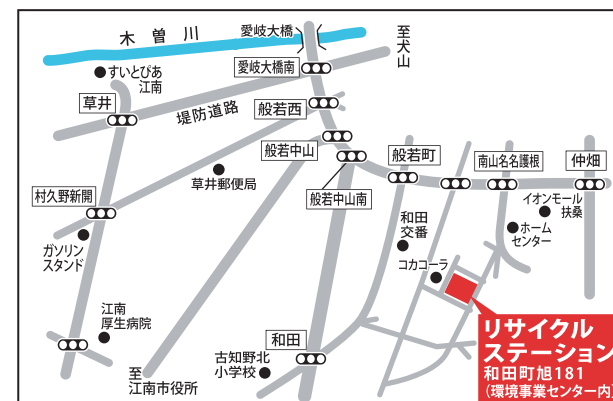 木曽川
愛岐大橋
至犬山
愛岐大橋南
すいとぴあ
江南
草井
堤防道路
般若西
般若中山
般若町
南山名名護根
仲畑
草井郵便局
般若中山南
村久野新開
イオンモール
扶桑
和田
交番
ホーム
センター
ガソリン
スタンド
コカコーラ
江南
厚生病院
リサイクル
ステーション
和田町旭181
(環境事業センター内)
和田
古知野北
小学校
至
江南市役所